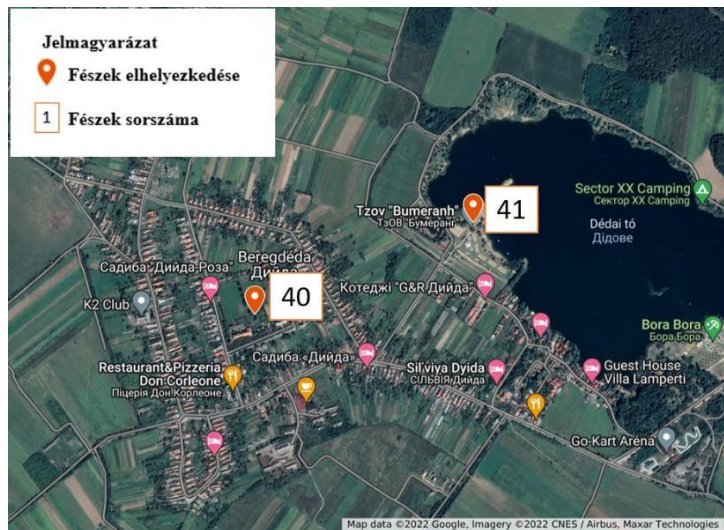 Jelmagyarázat
Fészek elhelyezkedése
1
Fészek sorszáma
Sector XX Camping
Сектор XX Camping
Tzov "Bumeranh"
ТзОВ "Бумеранг
41
Dédai tó
Дідове
Beregdéda
Дийда
Садиба "Дийда-Роза"
40
Котеджі "G&R Дийда"
K2 Club
Bora Bora
Бора Бора
Садиба «Дийда»
Restaurant&Pizzeria
Don Corleone
Піцерія Дон Корлеоне
Sil'viya Dyida
СІЛЬВІЯ Дийда
Guest House
Villa Lamperti
Go-Kart Aréna
Map data ©2022 Google, Imagery ©2022 CNES / Airbus, Maxar Technologies